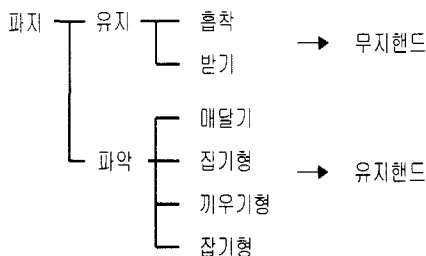 파지 유지 흡착
받기 무지핸드
매달기
파악 집기형 유지핸드
끼우기형
잡기형